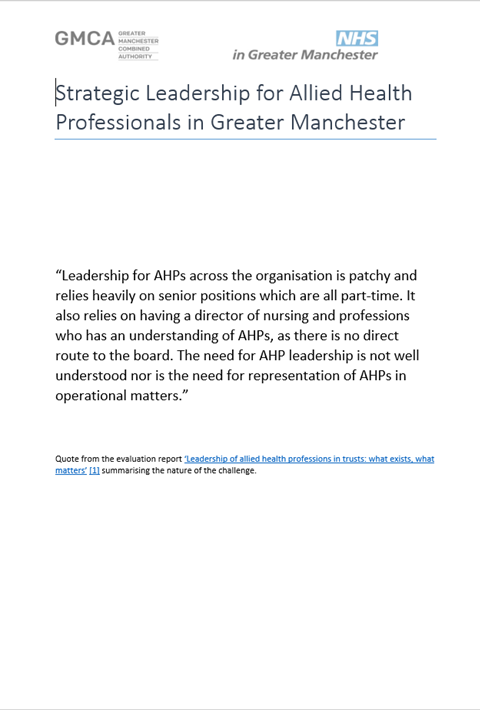 GMCA
GREATER
MANCHESTER
COMBINED
AUTHORITY
NHS
in Greater Manchester
Strategic Leadership for Allied Health
Professionals in Greater Manchester
“Leadership for AHPs across the organisation is patchy and
relies heavily on senior positions which are all part-time. It
also relies on having a director of nursing and professions
who has an understanding of AHPs, as there is no direct
route to the board. The need for AHP leadership is not well
understood nor is the need for representation of AHPs in
operational matters.”
Quote from the evaluation report ‘Leadership of allied health professions in trusts: what exists, what
matters’ [1] summarising the nature of the challenge.